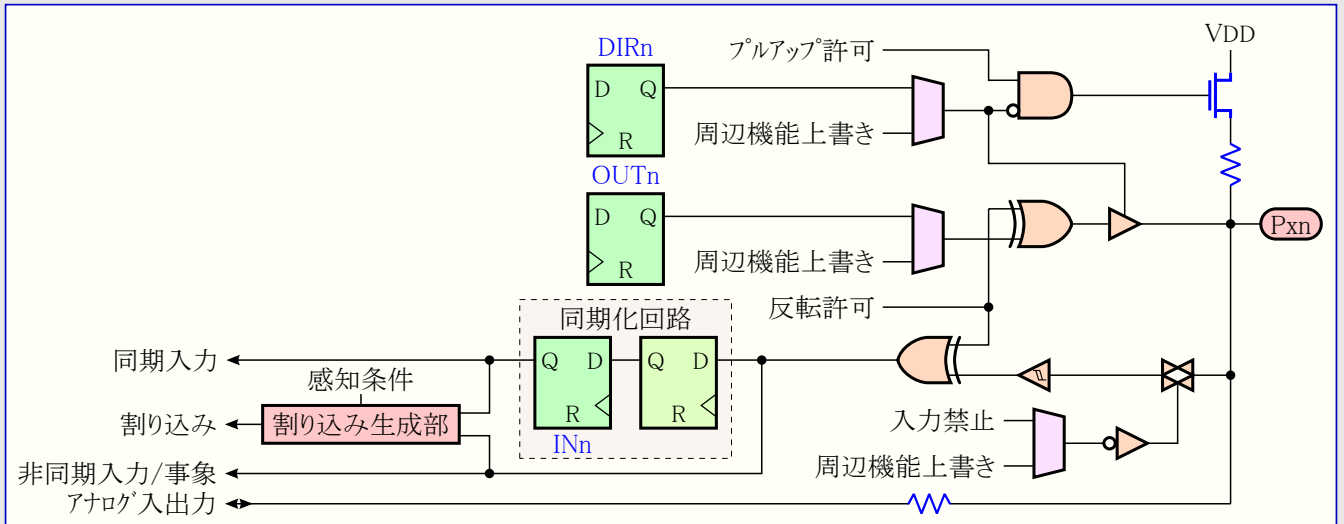 VDD
DIRn
プルアップ許可
D Q
R
周辺機能上書き
OUTn
D Q
R
Pxn
周辺機能上書き
反転許可
同期化回路
同期入力
Q D
R
Q D
R
感知条件
割り込み
割り込み生成部
INn
入力禁止
周辺機能上書き
非同期入力/事象
アナログ入出力